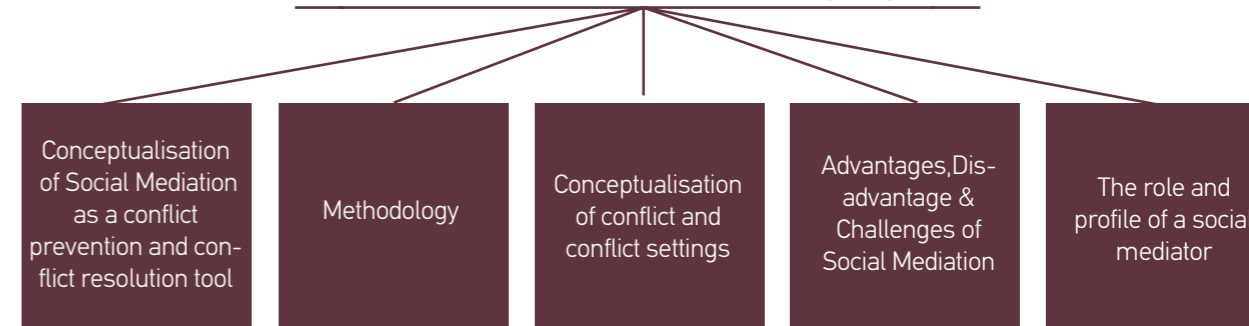 Conceptualisation
of Social Mediation
as a conflict
prevention and con-
flict resolution tool
Methodology
Conceptualisation
of conflict and
conflict settings
Advantages,Dis-
advantage &
Challenges of
Social Mediation
The role and
profile of a social
mediator